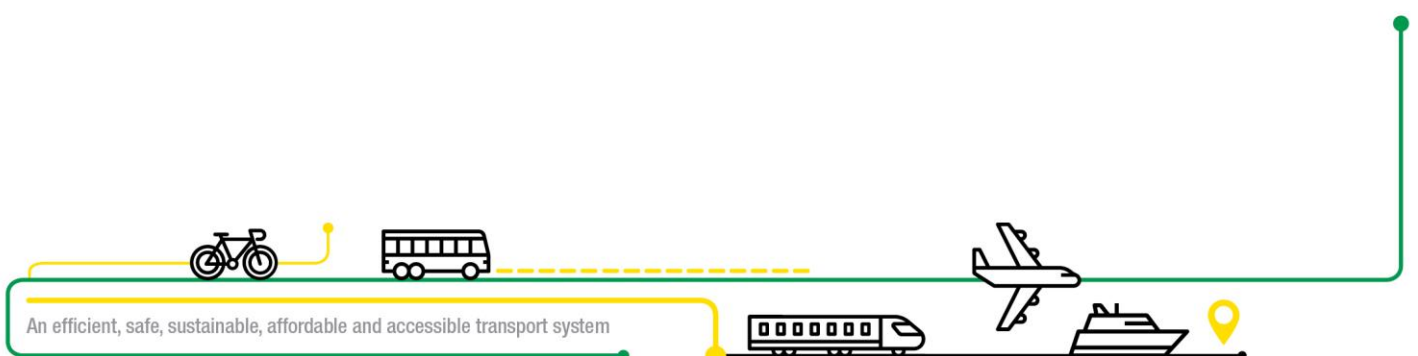 An efficient, safe, sustainable, affordable and accessible transport system